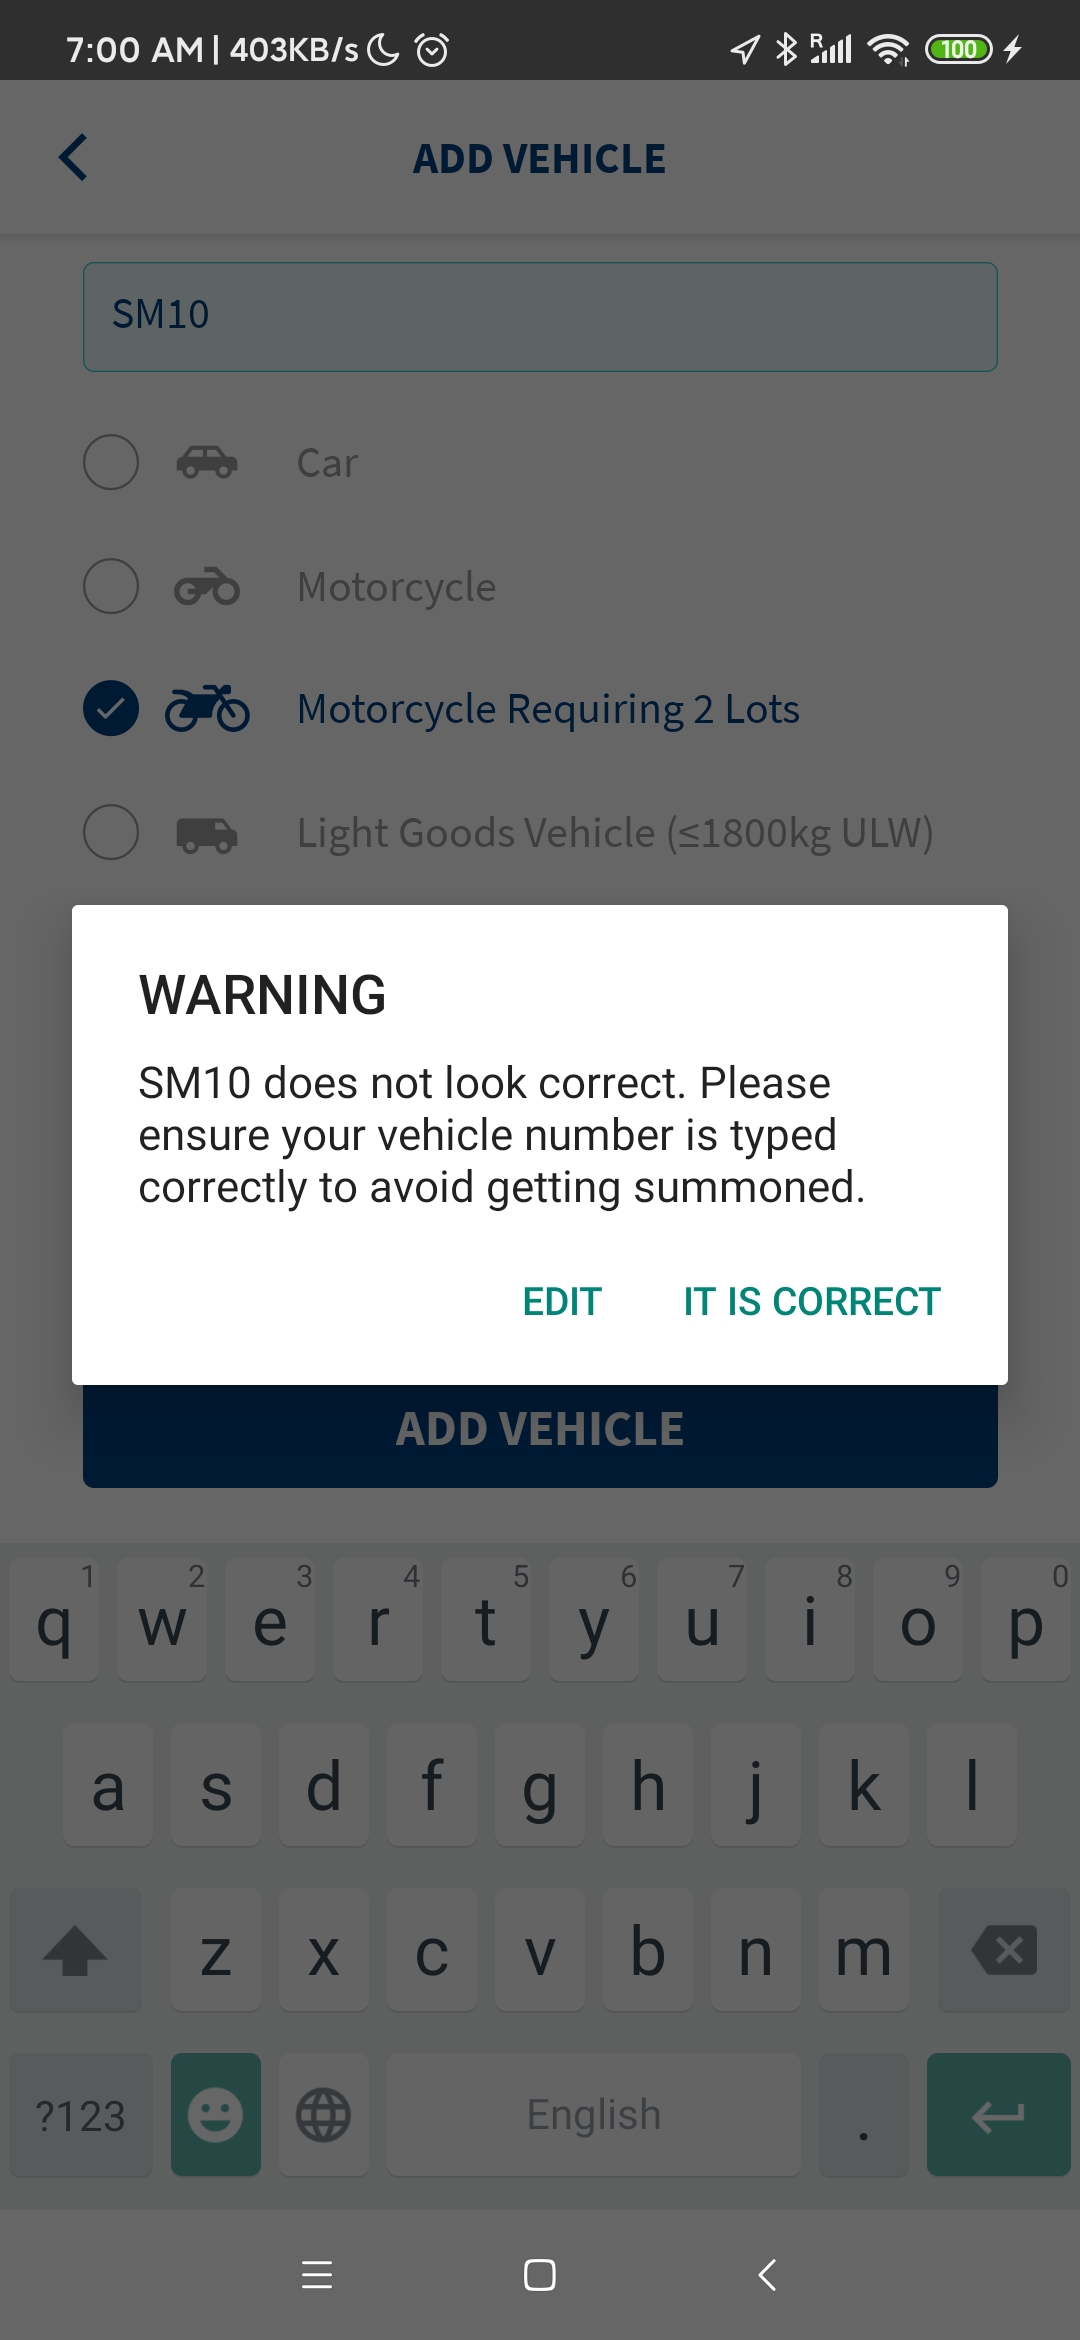 7:00 AM | 403KB/s R 100
ADD VEHICLE
SM10
Car
Motorcycle
Motorcycle Requiring 2 Lots
Light Goods Vehicle (≤1800kg ULW)
WARNING
SM10 does not look correct. Please
ensure your vehicle number is typed
correctly to avoid getting summoned.
EDIT IT IS CORRECT
ADD VEHICLE
1 2 3 4 5 6 7 8 9 0
q w e r t y u i o p
a s d f g h j k l
z x c v b n m
?123 English .